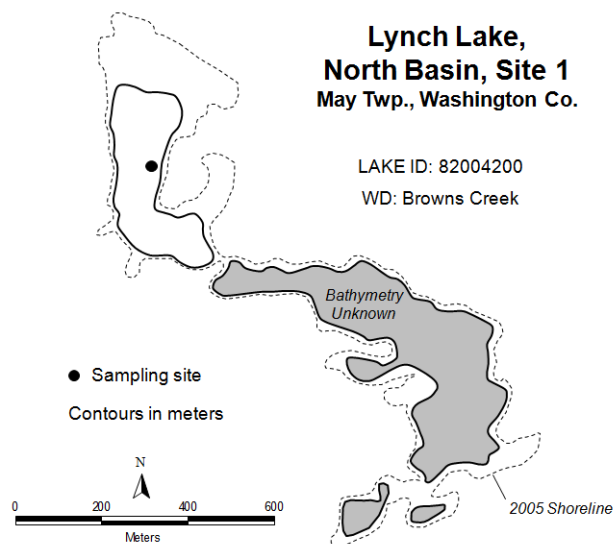 Lynch Lake,
North Basin, Site 1
May Twp., Washington Co.
LAKE ID: 82004200
WD: Browns Creek
Bathymetry
Unknown
Sampling site
Contours in meters
N
0 200 400 600
Meters
2005 Shoreline